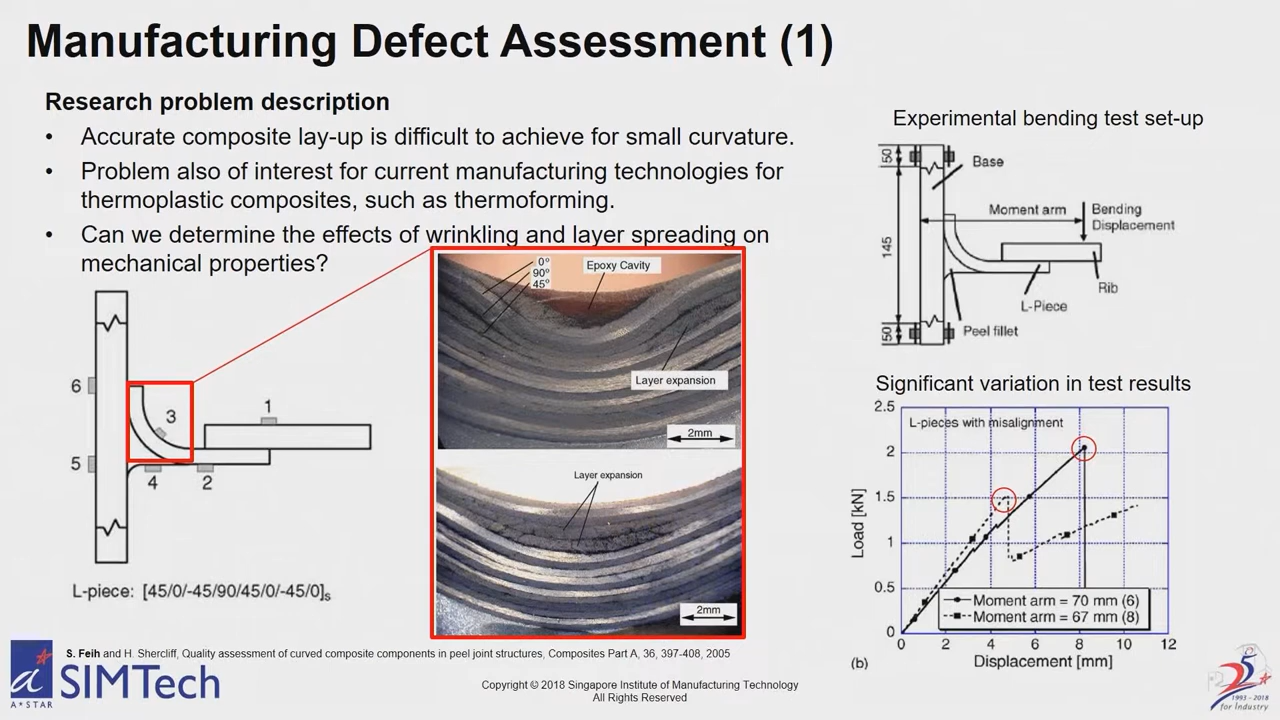 Manufacturing Defect Assessment (1)
Research problem description
• Accurate composite lay-up is difficult to achieve for small curvature.
• Problem also of interest for current manufacturing technologies for
thermoplastic composites, such as thermoforming.
• Can we determine the effects of wrinkling and layer spreading on
mechanical properties?
6
5
3
1
4
2
L-piece: [45/0/-45/90/45/0/-45/0]s
0°
90°
45°
Epoxy Cavity
Layer expansion
2mm
Layer expansion
2mm
Experimental bending test set-up
50
145
50
Base
Moment arm
Bending
Displacement
Rib
L-Piece
Peel fillet
Significant variation in test results
2.5
2
1.5
1
0.5
0
Load [kN]
L-pieces with misalignment
Moment arm = 70 mm (6)
Moment arm = 67 mm (8)
0 2 4 6 8 10 12
(b)
Displacement [mm]
S. Feih and H. Shercliff, Quality assessment of curved composite components in peel joint structures, Composites Part A, 36, 397-408, 2005
a
A★STAR
SIMTech
Copyright © 2018 Singapore Institute of Manufacturing Technology
All Rights Reserved
25
1993 - 2018
for Industry